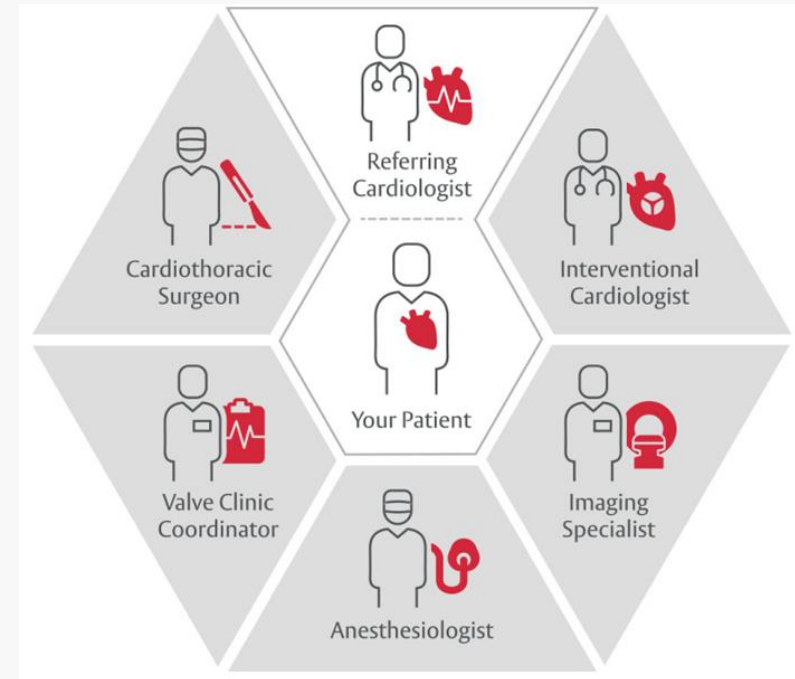 Referring
Cardiologist
Cardiothoracic
Surgeon
Interventional
Cardiologist
Your Patient
Valve Clinic
Coordinator
Imaging
Specialist
Anesthesiologist